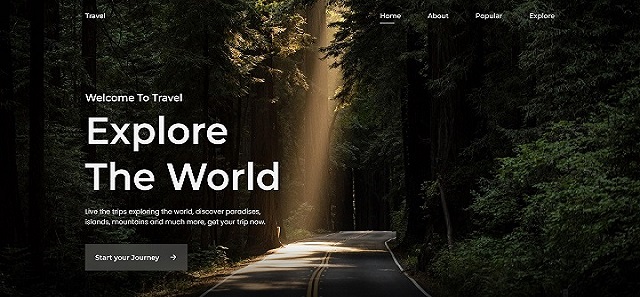 Travel
Home About Popular Explore
Welcome To Travel
Explore
The World
Live the trips exploring the world, discover paradises,
islands, mountains and much more, get your trip now.
Start your Journey →